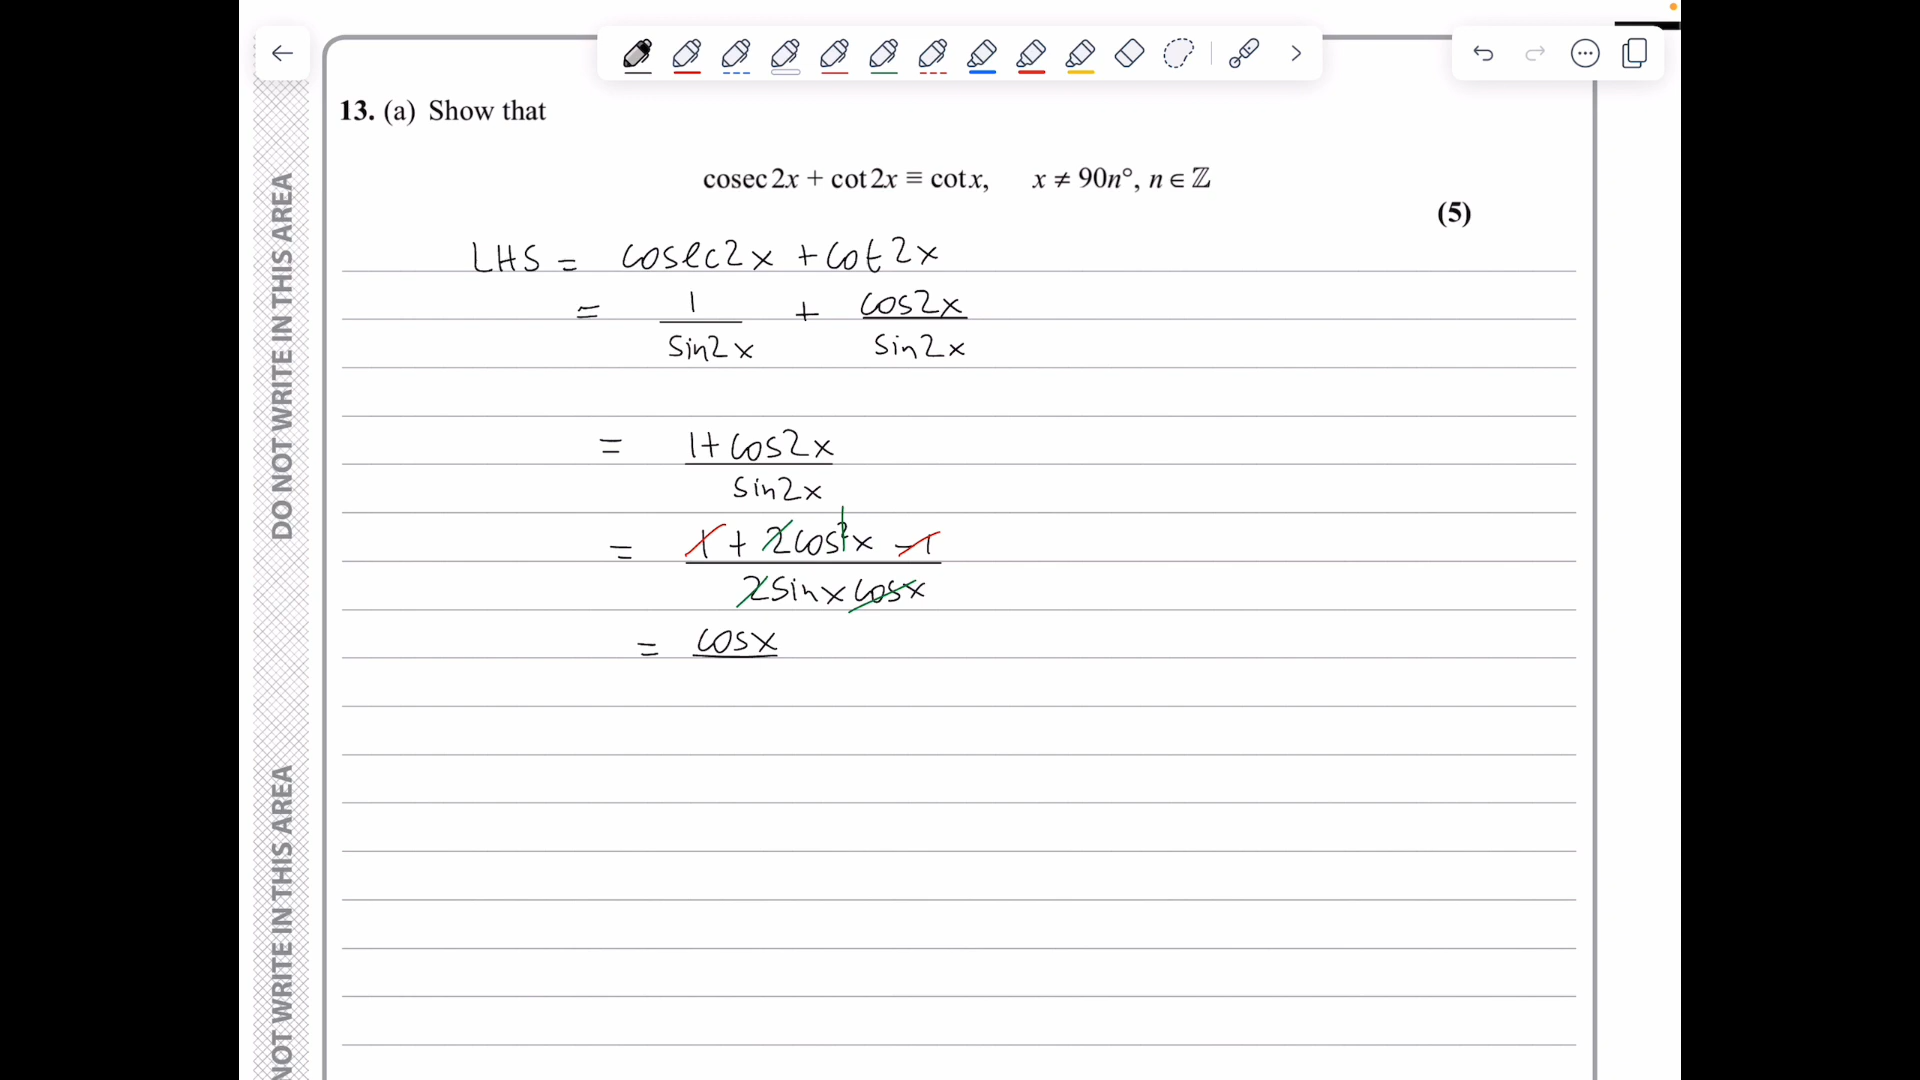 13. (a) Show that
cosec 2x + cot 2x ≡ cot x, x ≠ 90n°, n ∈ ℤ
(5)
LHS = cosec2x + cot2x
= 1/sin2x + cos2x/sin2x
= (1 + cos2x)/sin2x
= (1 + 2cos²x − 1)/(2sinx cosx)
= cosx
DO NOT WRITE IN THIS AREA
NOT WRITE IN THIS AREA